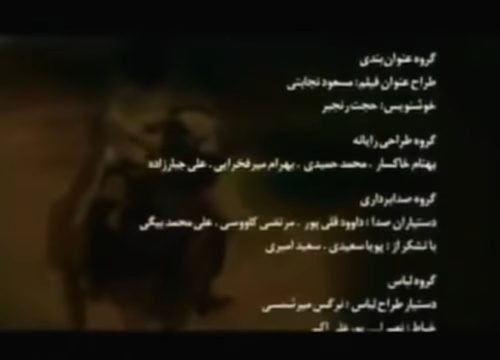 گروه عنوان بندی
طراح عنوان فیلم: مسعود نجابتی
خوشنویس: حجت رنجبر
گروه طراحی رایانه
بهنام خاکسار . محمد حمیدی . بهرام میرفخرایی . علی جبارزاده
گروه صدابرداری
دستیاران صدا : داوود قلی پور . مرتضی کاووسی . علی محمد بیگی
با تشکر از : پویا سعیدی . سعید امیری
گروه لباس
دستیار طراح لباس : نرگس میرشمسی
خیاط :